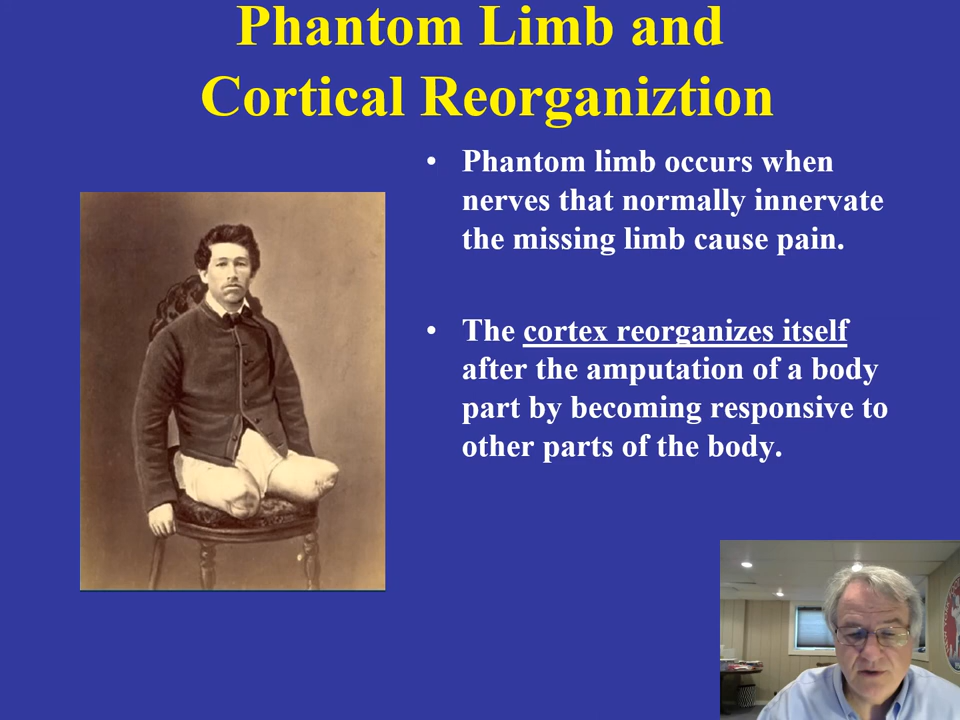 Phantom Limb and
Cortical Reorganiztion
• Phantom limb occurs when
nerves that normally innervate
the missing limb cause pain.
• The cortex reorganizes itself
after the amputation of a body
part by becoming responsive to
other parts of the body.